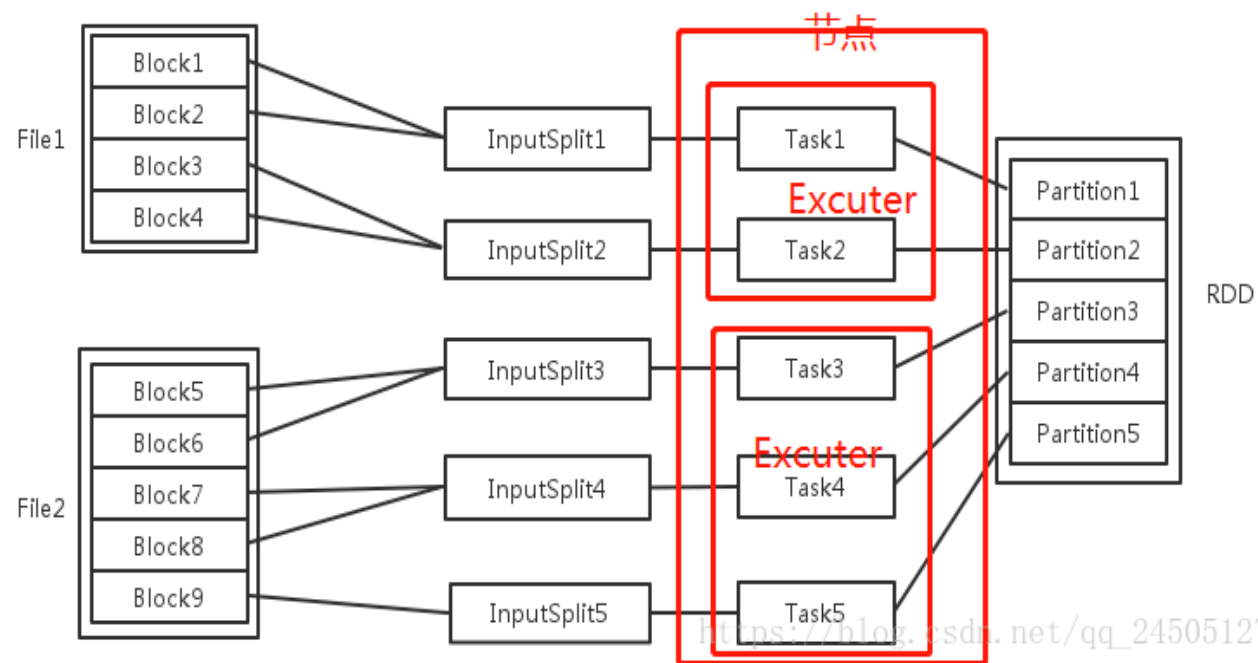 节点
File1
Block1
Block2
Block3
Block4
InputSplit1
InputSplit2
Task1
Excuter
Task2
File2
Block5
Block6
Block7
Block8
Block9
InputSplit3
InputSplit4
InputSplit5
Task3
Excuter
Task4
Task5
Partition1
Partition2
Partition3
Partition4
Partition5
RDD
https://blog.csdn.net/qq_2450512